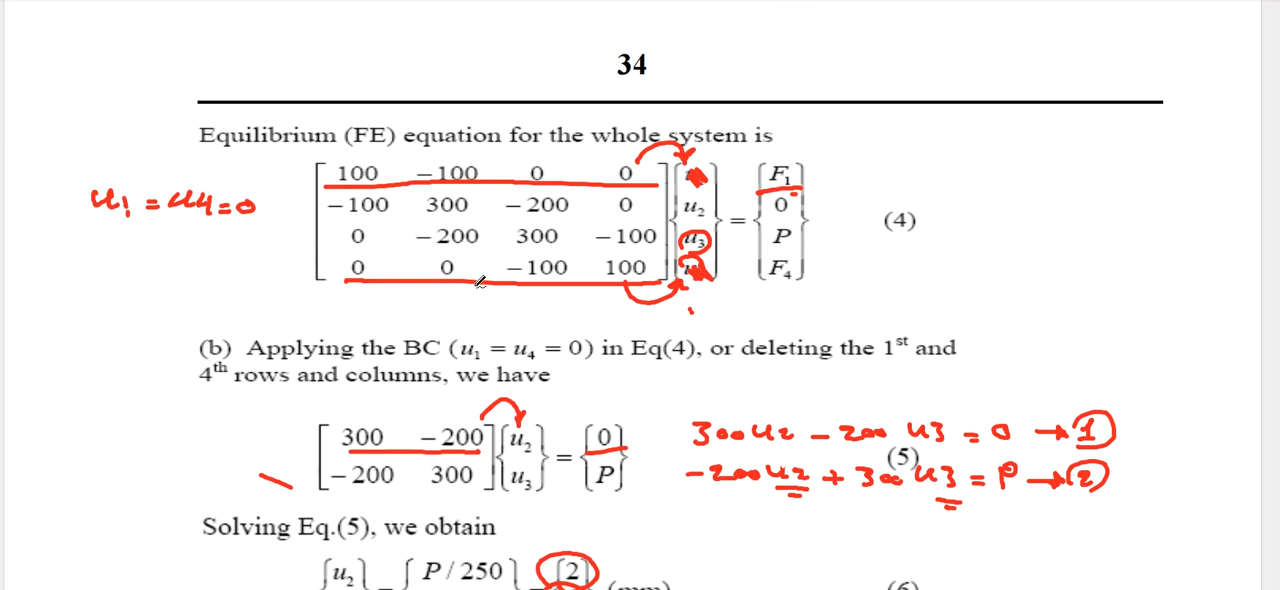 34
Equilibrium (FE) equation for the whole system is
u₁ = u4 = 0
100 -100 0 0 F₁
-100 300 -200 0 u₂ = 0 (4)
0 -200 300 -100 u₃ P
0 0 -100 100 F₄
(b) Applying the BC (u₁ = u₄ = 0) in Eq(4), or deleting the 1ˢᵗ and
4ᵗʰ rows and columns, we have
300 -200 u₂ = 0 (5)
-200 300 u₃ P
300u2 - 200 u3 = 0 → 1
-200u2 + 300u3 = P → 2
Solving Eq.(5), we obtain
u₂ P / 250 2